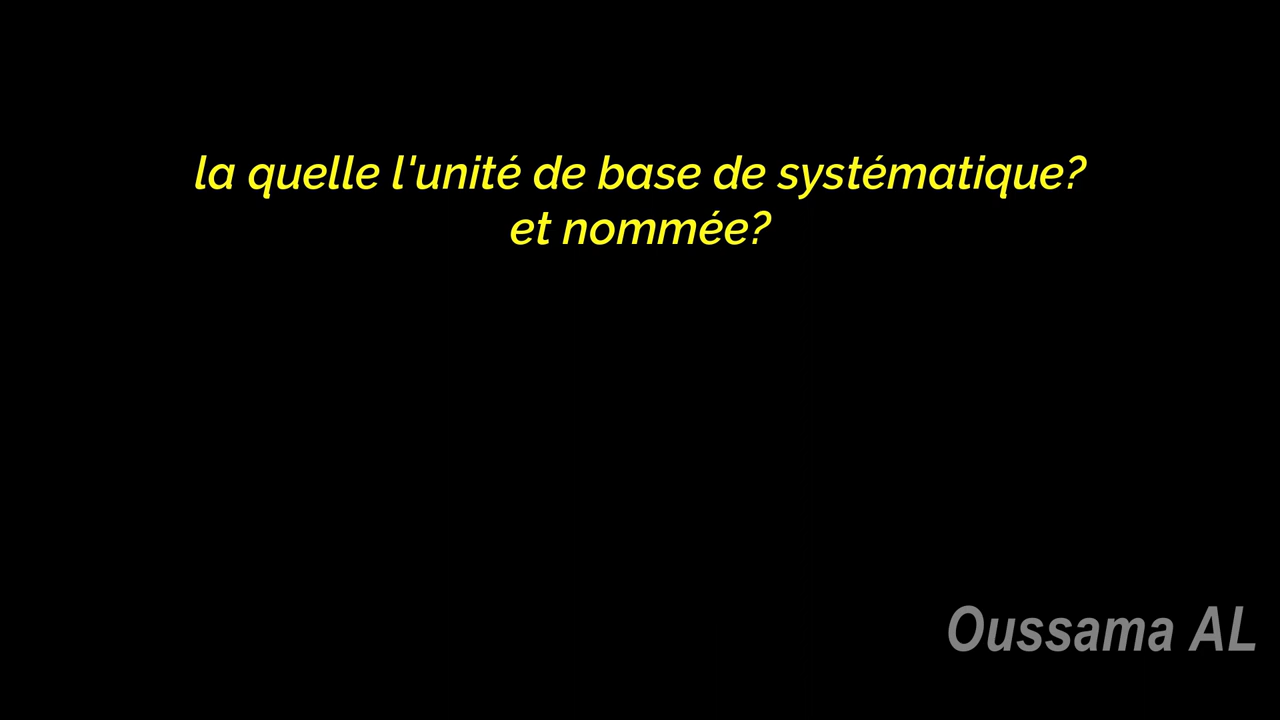 la quelle l'unité de base de systématique?
et nommée?
Oussama AL